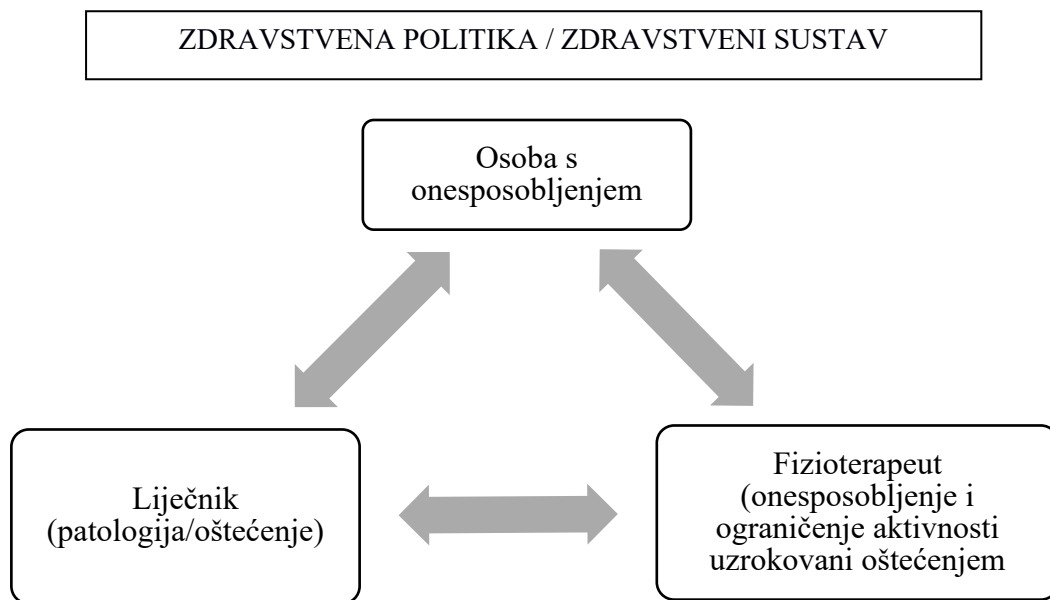 ZDRAVSTVENA POLITIKA / ZDRAVSTVENI SUSTAV
Osoba s
onesposobljenjem
Liječnik
(patologija/oštećenje)
Fizioterapeut
(onesposobljenje i
ograničenje aktivnosti
uzrokovani oštećenjem